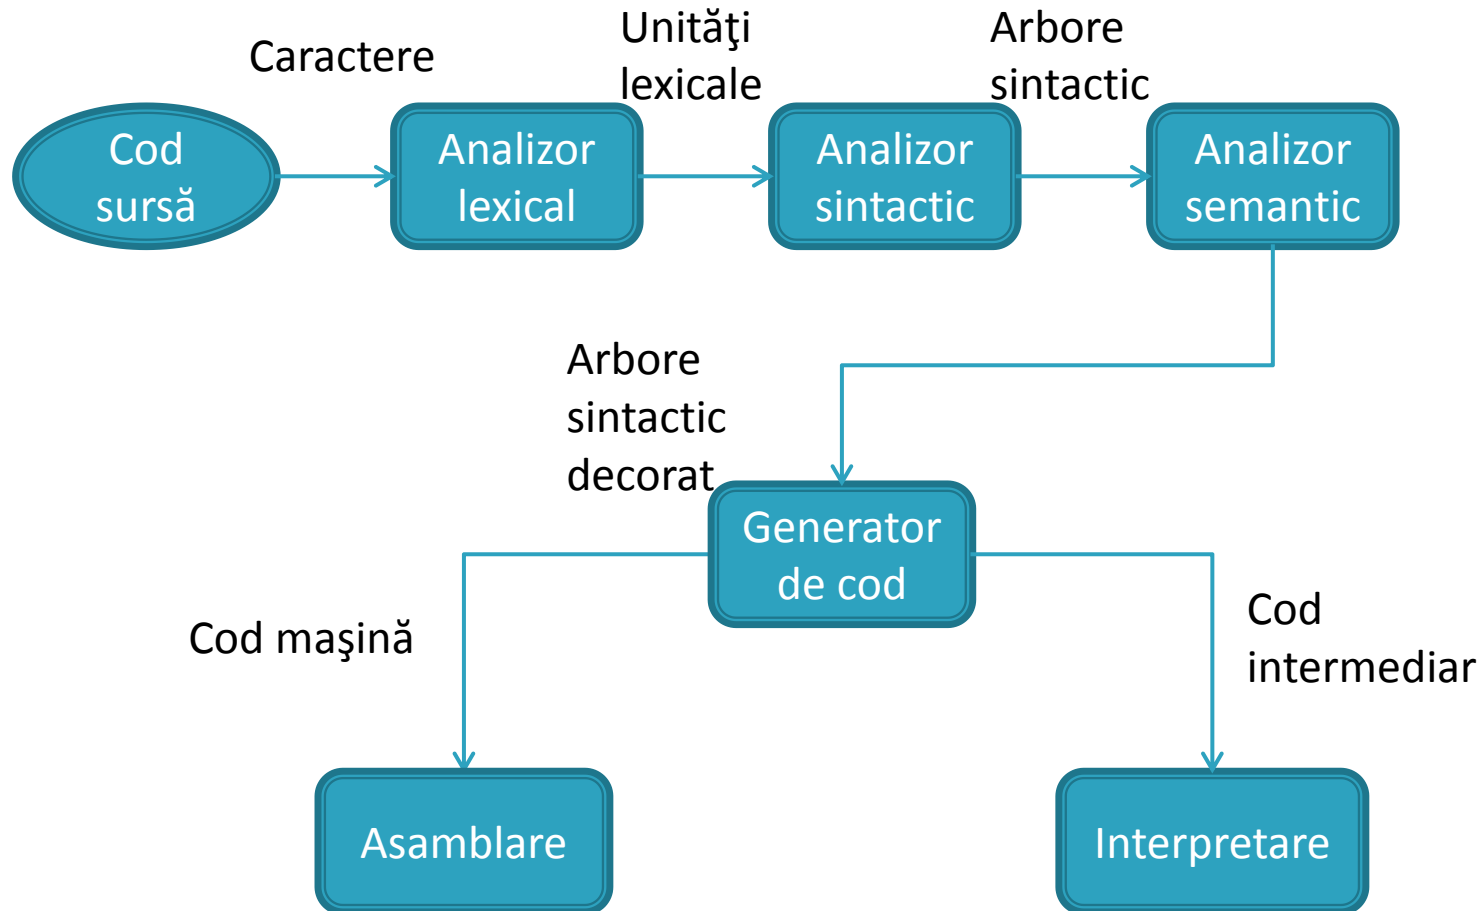 Caractere
Unităţi
lexicale
Arbore
sintactic
Cod
sursă
Analizor
lexical
Analizor
sintactic
Analizor
semantic
Arbore
sintactic
decorat
Generator
de cod
Cod maşină
Cod
intermediar
Asamblare
Interpretare